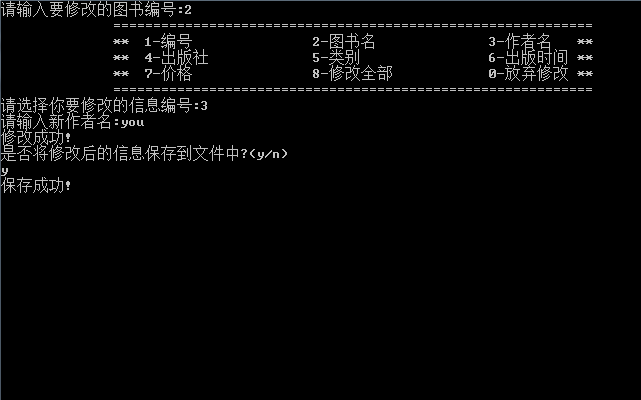 请输入要修改的图书编号:2
============================================================
** 1-编号 2-图书名 3-作者名 **
** 4-出版社 5-类别 6-出版时间 **
** 7-价格 8-修改全部 0-放弃修改 **
============================================================
请选择你要修改的信息编号:3
请输入新作者名:you
修改成功!
是否将修改后的信息保存到文件中?(y/n)
y
保存成功!